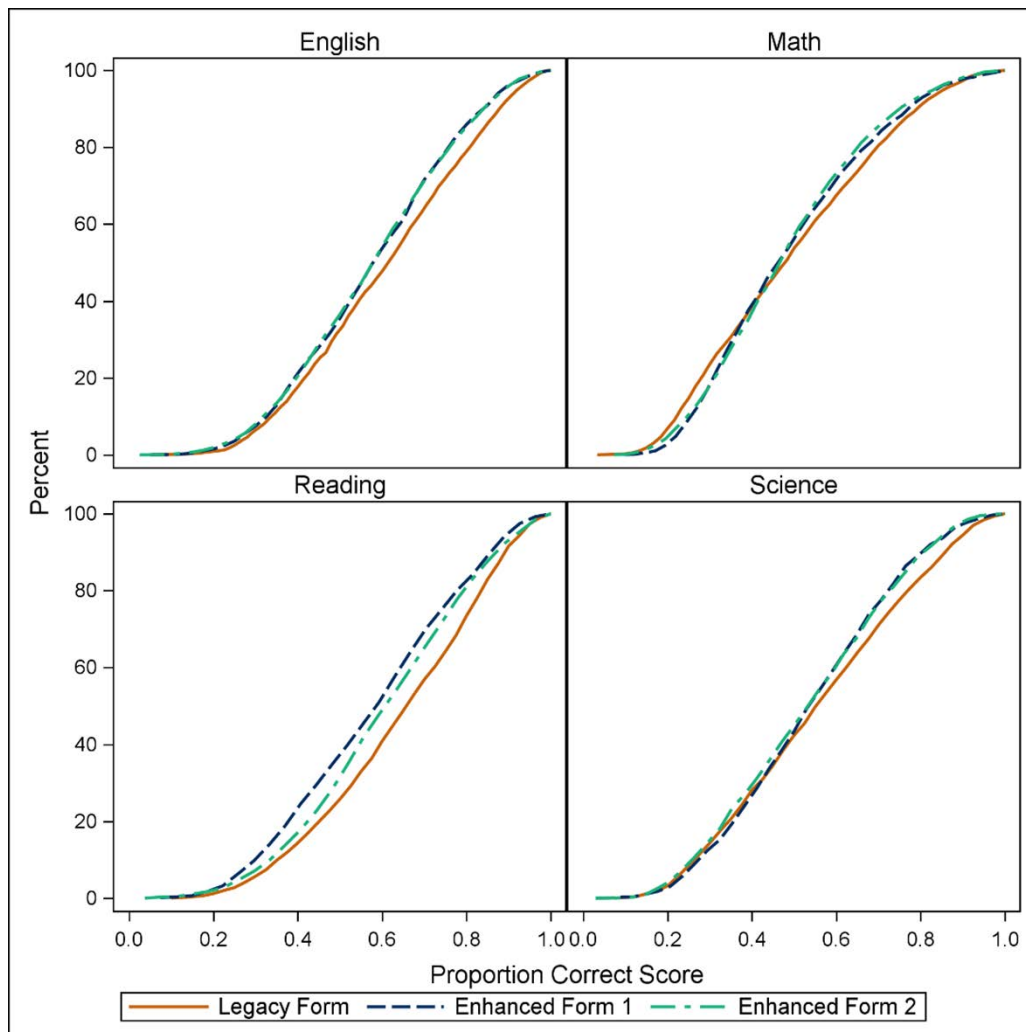 English
Math
100
80
60
40
20
0
Percent
Reading
Science
100
80
60
40
20
0
0.0 0.2 0.4 0.6 0.8 1.0 0.0 0.2 0.4 0.6 0.8 1.0
Proportion Correct Score
Legacy Form Enhanced Form 1 Enhanced Form 2